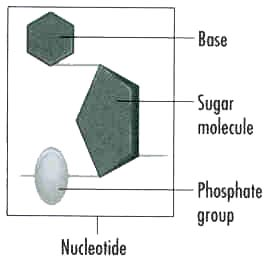 Base
Sugar
molecule
Phosphate
group
Nucleotide